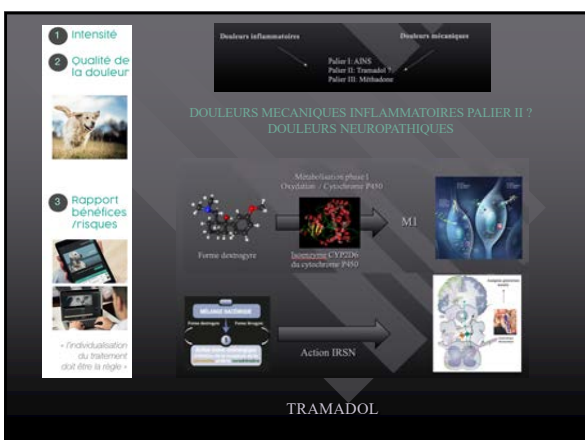 1 Intensité
2 Qualité de
la douleur
3 Rapport
bénéfices
/risques
« l'individualisation
du traitement
doit être la règle »
Douleurs inflammatoires
Douleurs mécaniques
Palier I: AINS
Palier II: Tramadol ?
Palier III: Méthadone
DOULEURS MECANIQUES INFLAMMATOIRES PALIER II ?
DOULEURS NEUROPATHIQUES
Métabolisation phase I
Oxydation / Cytochrome P450
M1
Forme dextrogyre
Isoenzyme CYP2D6
du cytochrome P450
MÉLANGE RACÉMIQUE
Forme dextrogyre
Forme lévogyre
Action IRSN
TRAMADOL